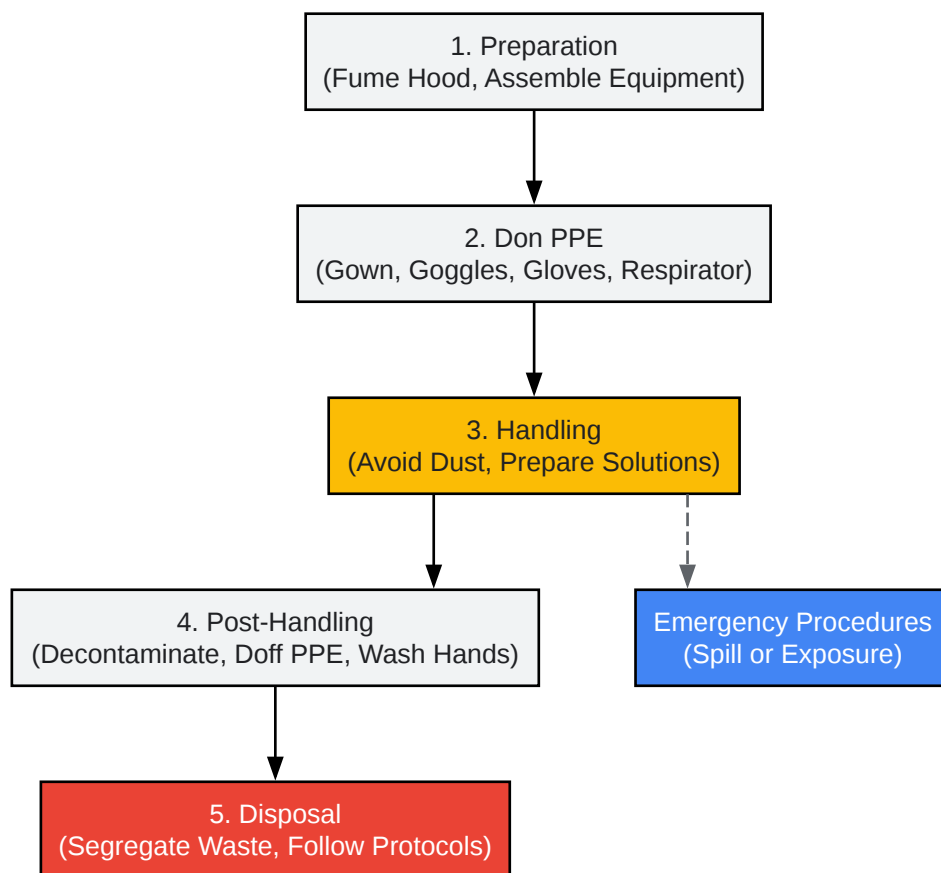 1. Preparation
(Fume Hood, Assemble Equipment)
2. Don PPE
(Gown, Goggles, Gloves, Respirator)
3. Handling
(Avoid Dust, Prepare Solutions)
4. Post-Handling
(Decontaminate, Doff PPE, Wash Hands)
Emergency Procedures
(Spill or Exposure)
5. Disposal
(Segregate Waste, Follow Protocols)